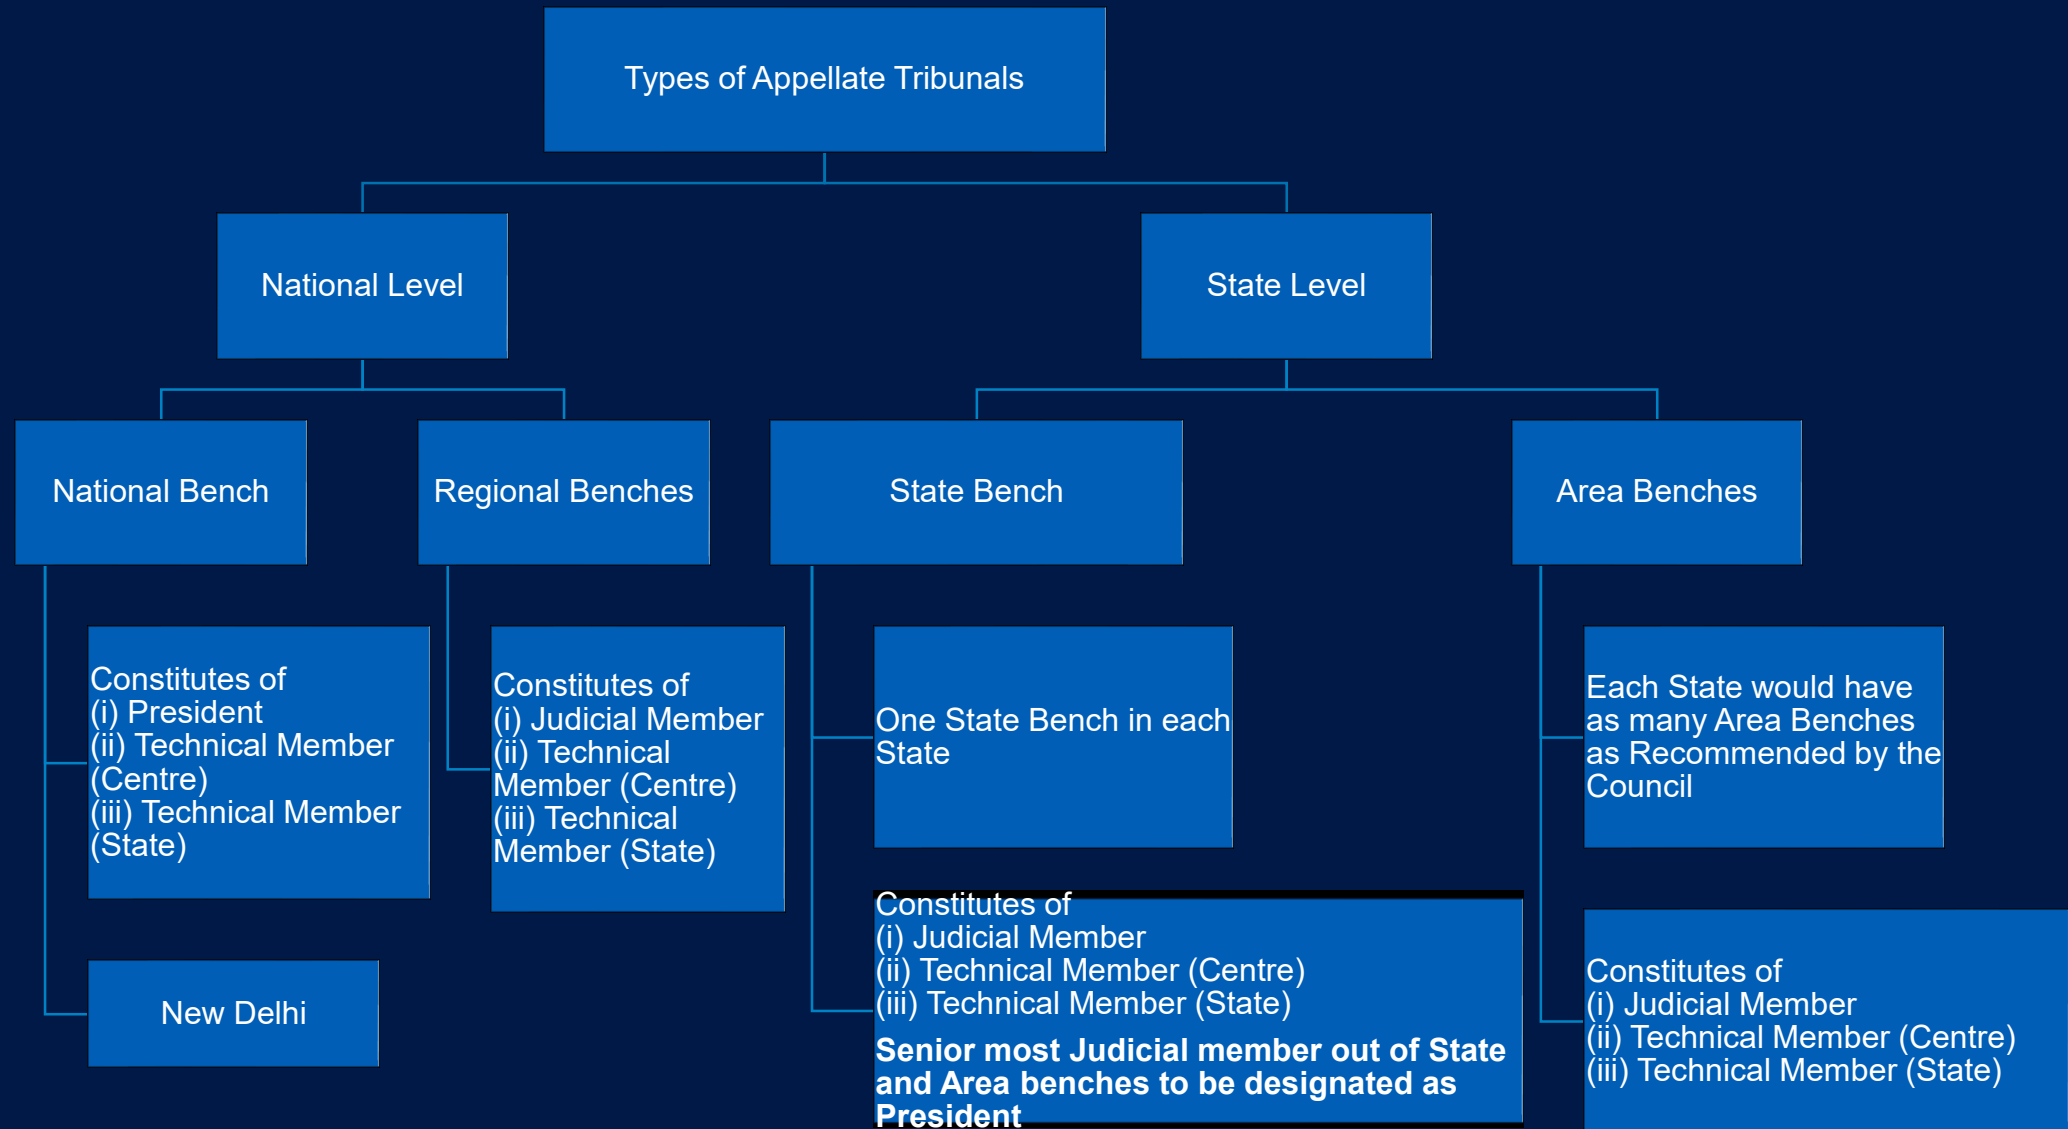 Types of Appellate Tribunals
National Level
State Level
National Bench
Regional Benches
State Bench
Area Benches
Constitutes of
(i) President
(ii) Technical Member
(Centre)
(iii) Technical Member
(State)
New Delhi
Constitutes of
(i) Judicial Member
(ii) Technical
Member (Centre)
(iii) Technical
Member (State)
One State Bench in each
State
Constitutes of
(i) Judicial Member
(ii) Technical Member (Centre)
(iii) Technical Member (State)
Senior most Judicial member out of State
and Area benches to be designated as
President
Each State would have
as many Area Benches
as Recommended by the
Council
Constitutes of
(i) Judicial Member
(ii) Technical Member (Centre)
(iii) Technical Member (State)